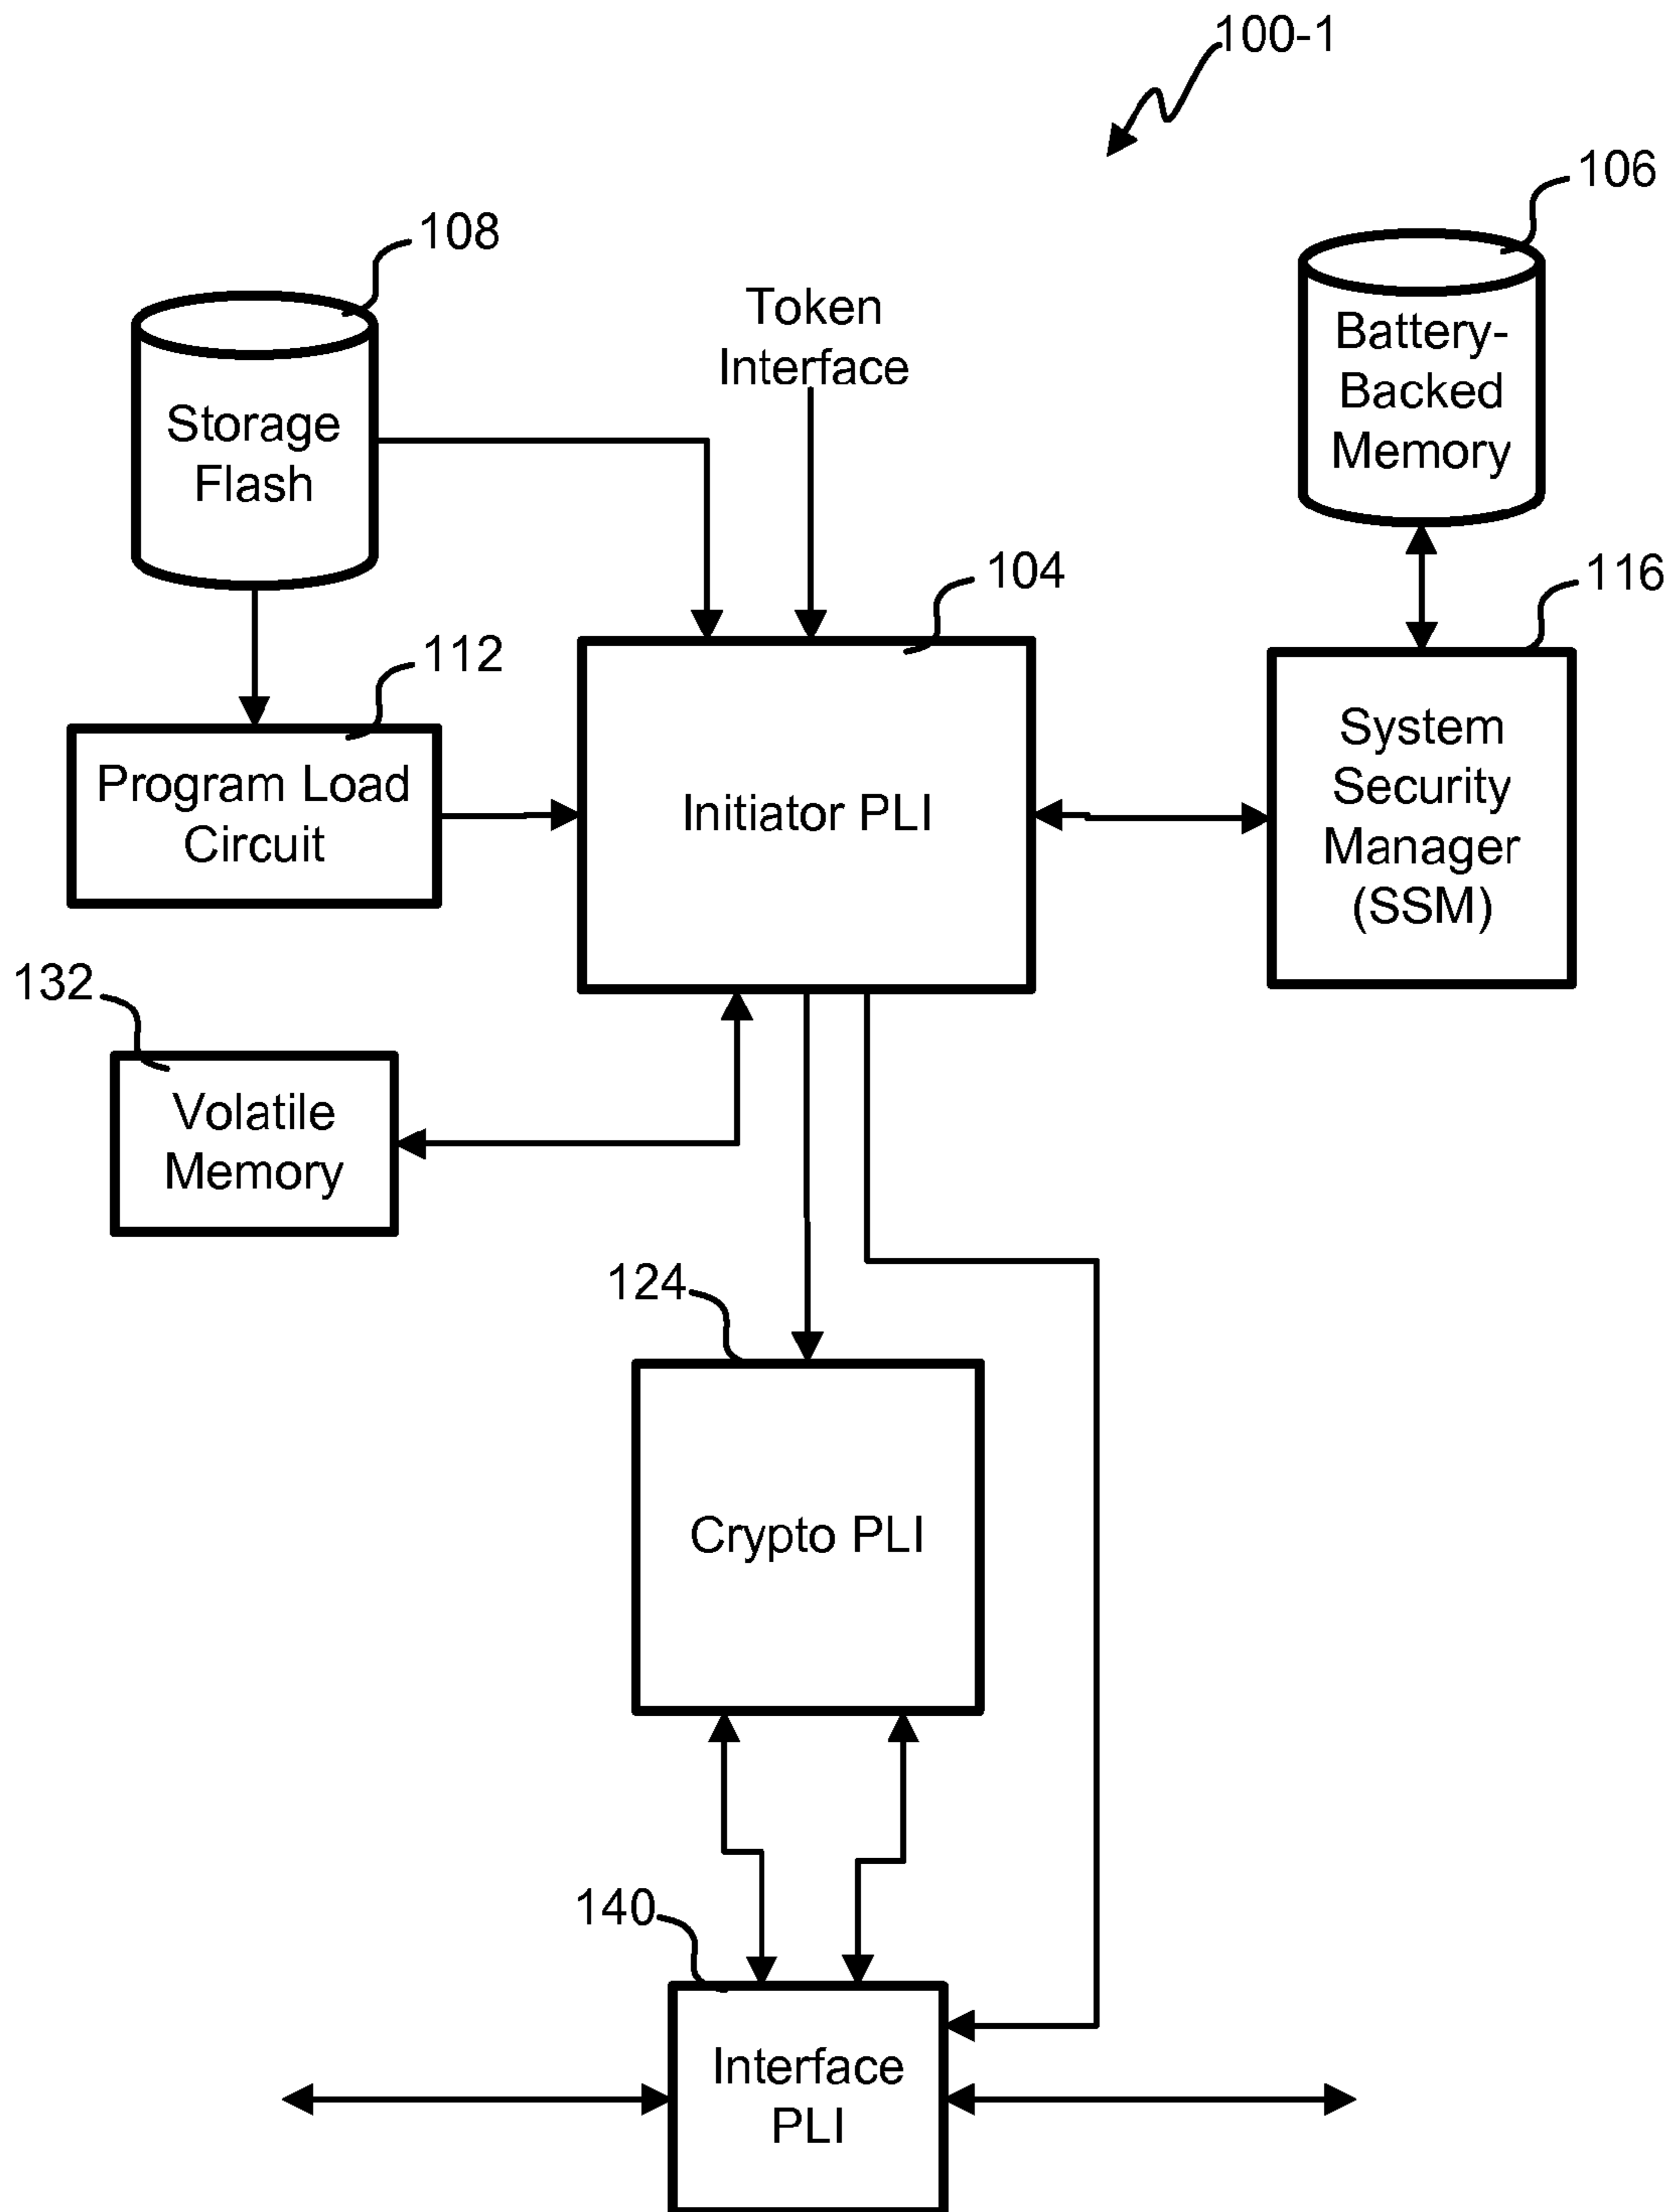 100-1
106
108
Token
Interface
Battery-
Backed
Memory
Storage
Flash
104
116
112
Program Load
Circuit
Initiator PLI
System
Security
Manager
(SSM)
132
Volatile
Memory
124
Crypto PLI
140
Interface
PLI